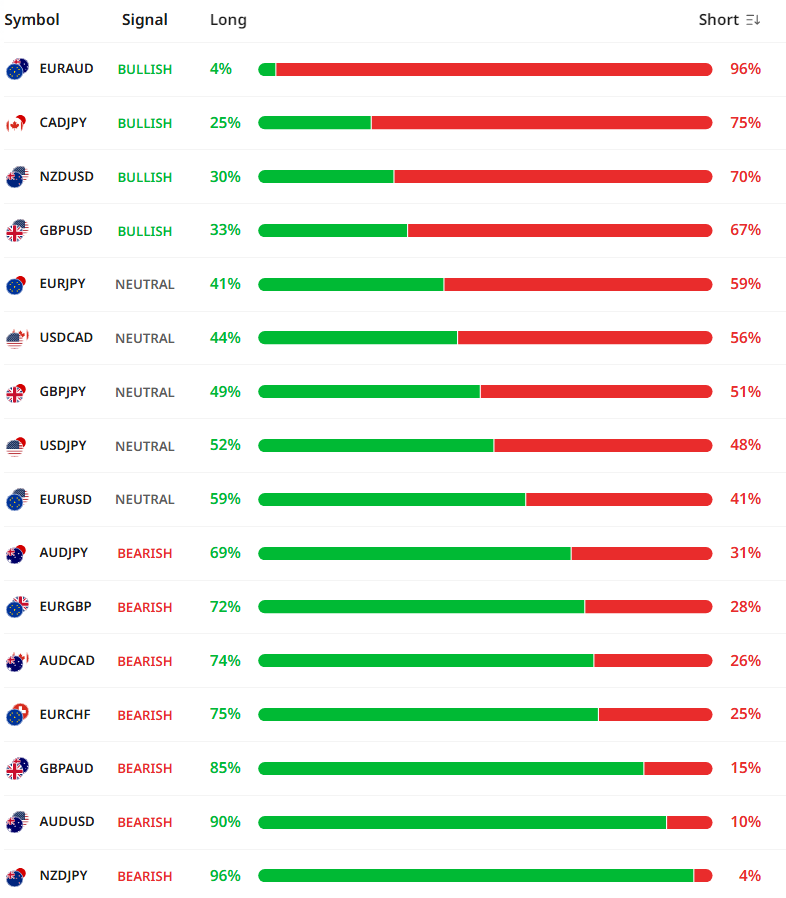 Symbol Signal Long Short
EURAUD BULLISH 4% 96%
CADJPY BULLISH 25% 75%
NZDUSD BULLISH 30% 70%
GBPUSD BULLISH 33% 67%
EURJPY NEUTRAL 41% 59%
USDCAD NEUTRAL 44% 56%
GBPJPY NEUTRAL 49% 51%
USDJPY NEUTRAL 52% 48%
EURUSD NEUTRAL 59% 41%
AUDJPY BEARISH 69% 31%
EURGBP BEARISH 72% 28%
AUDCAD BEARISH 74% 26%
EURCHF BEARISH 75% 25%
GBPAUD BEARISH 85% 15%
AUDUSD BEARISH 90% 10%
NZDJPY BEARISH 96% 4%